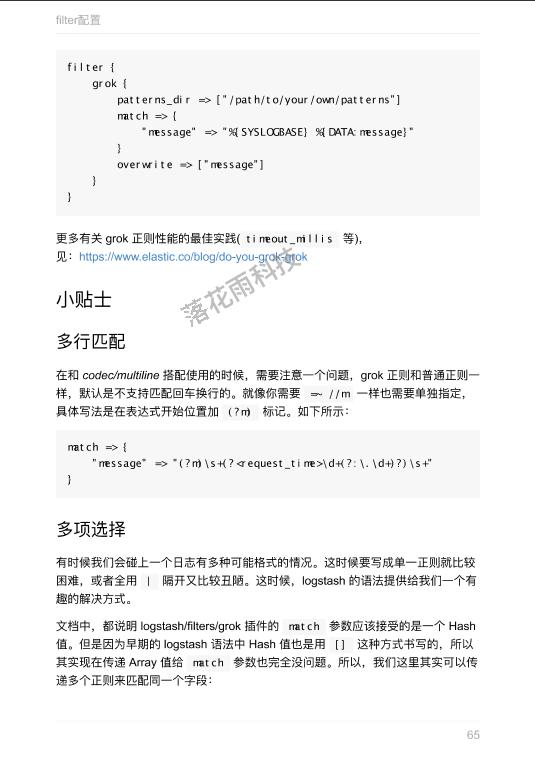 filter配置
filter {
    grok {
        patterns_dir => ["/path/to/your/own/patterns"]
        match => {
            "message" => "%{SYSLOGBASE} %{DATA:message}"
        }
        overwrite => ["message"]
    }
}
更多有关 grok 正则性能的最佳实践( timeout_millis 等),
见：https://www.elastic.co/blog/do-you-grok-grok
落花雨科技
小贴士
多行匹配
在和 codec/multiline 搭配使用的时候，需要注意一个问题，grok 正则和普通正则一
样，默认是不支持匹配回车换行的。就像你需要 =~ //m 一样也需要单独指定，
具体写法是在表达式开始位置加 (?m) 标记。如下所示：
match => {
    "message" => "(?m)\s+(?<request_time>\d+(?:\.\d+)?)\s+"
}
多项选择
有时候我们会碰上一个日志有多种可能格式的情况。这时候要写成单一正则就比较
困难，或者全用 | 隔开又比较丑陋。这时候，logstash 的语法提供给我们一个有
趣的解决方式。
文档中，都说明 logstash/filters/grok 插件的 match 参数应该接受的是一个 Hash
值。但是因为早期的 logstash 语法中 Hash 值也是用 [] 这种方式书写的，所以
其实现在传递 Array 值给 match 参数也完全没问题。所以，我们这里其实可以传
递多个正则来匹配同一个字段：
65